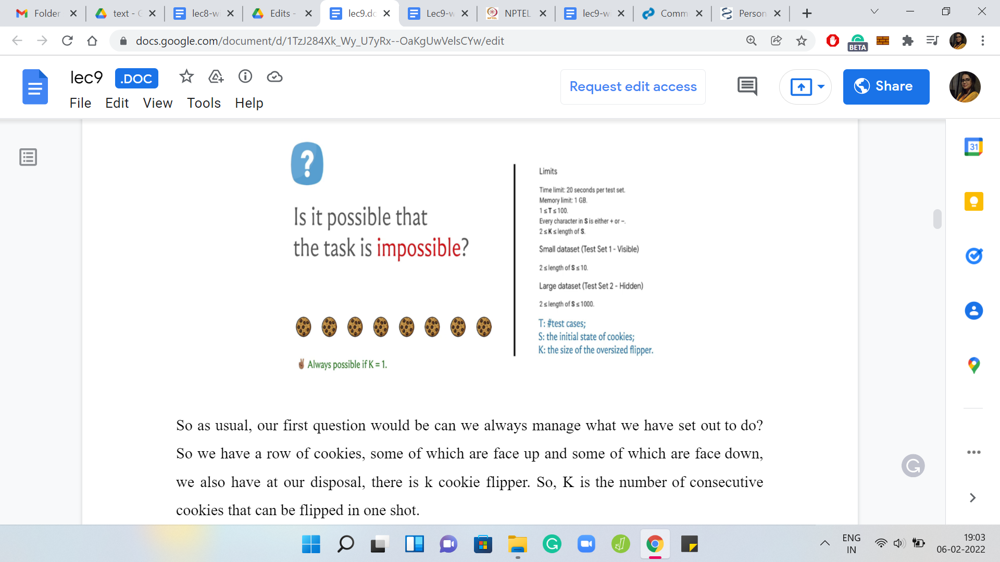 Folder
text - G
lec8-w
Edits -
lec9.dc
Lec9-w
NPTEL
lec9-w
Comm
Person
docs.google.com/document/d/1TzJ284Xk_Wy_U7yRx--OaKgUwVelsCYw/edit
BETA
lec9
.DOC
File Edit View Tools Help
Request edit access
Share
31
?
Is it possible that
the task is impossible?
✌ Always possible if K = 1.
Limits
Time limit: 20 seconds per test set.
Memory limit: 1 GB.
1 ≤ T ≤ 100.
Every character in S is either + or −.
2 ≤ K ≤ length of S.
Small dataset (Test Set 1 - Visible)
2 ≤ length of S ≤ 10.
Large dataset (Test Set 2 - Hidden)
2 ≤ length of S ≤ 1000.
T: #test cases;
S: the initial state of cookies;
K: the size of the oversized flipper.
So as usual, our first question would be can we always manage what we have set out to do?
So we have a row of cookies, some of which are face up and some of which are face down,
we also have at our disposal, there is k cookie flipper. So, K is the number of consecutive
cookies that can be flipped in one shot.
ENG
IN
19:03
06-02-2022